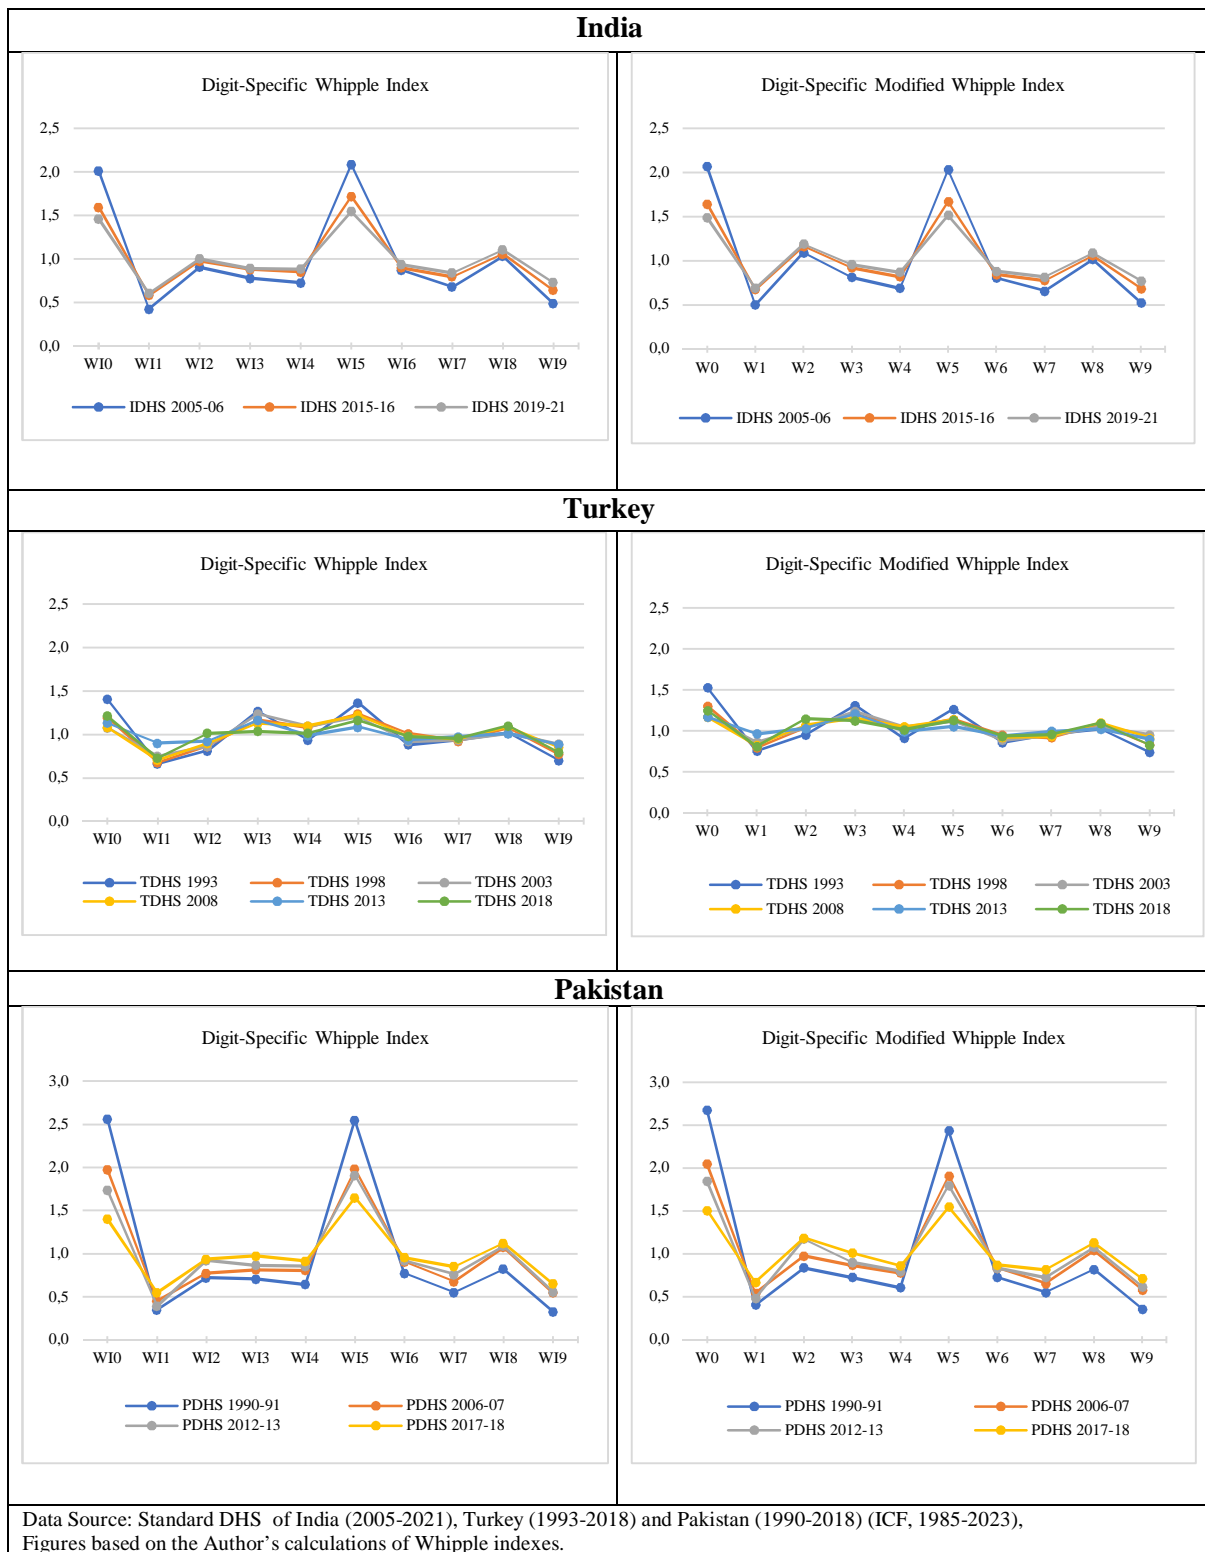 India
Digit-Specific Whipple Index
2,5
2,0
1,5
1,0
0,5
0,0
WI0 WI1 WI2 WI3 WI4 WI5 WI6 WI7 WI8 WI9
IDHS 2005-06 IDHS 2015-16 IDHS 2019-21
Digit-Specific Modified Whipple Index
2,5
2,0
1,5
1,0
0,5
0,0
W0 W1 W2 W3 W4 W5 W6 W7 W8 W9
IDHS 2005-06 IDHS 2015-16 IDHS 2019-21
Turkey
Digit-Specific Whipple Index
2,5
2,0
1,5
1,0
0,5
0,0
WI0 WI1 WI2 WI3 WI4 WI5 WI6 WI7 WI8 WI9
TDHS 1993 TDHS 1998 TDHS 2003
TDHS 2008 TDHS 2013 TDHS 2018
Digit-Specific Modified Whipple Index
2,5
2,0
1,5
1,0
0,5
0,0
W0 W1 W2 W3 W4 W5 W6 W7 W8 W9
TDHS 1993 TDHS 1998 TDHS 2003
TDHS 2008 TDHS 2013 TDHS 2018
Pakistan
Digit-Specific Whipple Index
3,0
2,5
2,0
1,5
1,0
0,5
0,0
WI0 WI1 WI2 WI3 WI4 WI5 WI6 WI7 WI8 WI9
PDHS 1990-91 PDHS 2006-07
PDHS 2012-13 PDHS 2017-18
Digit-Specific Modified Whipple Index
3,0
2,5
2,0
1,5
1,0
0,5
0,0
W0 W1 W2 W3 W4 W5 W6 W7 W8 W9
PDHS 1990-91 PDHS 2006-07
PDHS 2012-13 PDHS 2017-18
Data Source: Standard DHS of India (2005-2021), Turkey (1993-2018) and Pakistan (1990-2018) (ICF, 1985-2023),
Figures based on the Author's calculations of Whipple indexes.